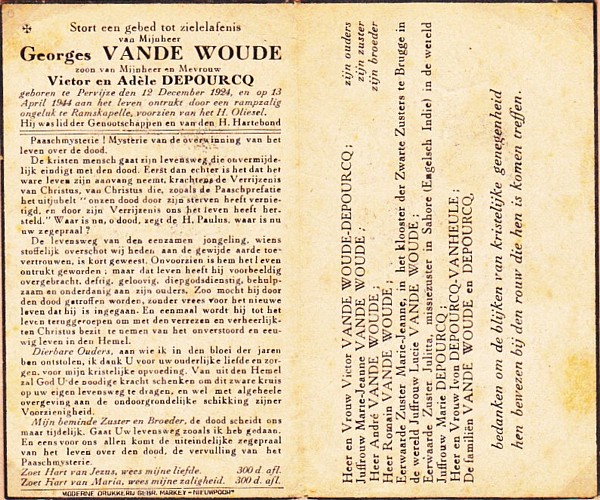 ✠ Stort een gebed tot zielelafenis
van Mijnheer
Georges VANDE WOUDE
zoon van Mijnheer en Mevrouw
Victor en Adèle DEPOURCQ
geboren te Pervijze den 12 December 1924, en op 13
April 1944 aan het leven ontrukt door een rampzalig
ongeluk te Ramskapelle, voorzien van het H. Oliesel.
Hij was lid der Genootschappen en van den H. Hartebond
Paaschmysterie ! Mysterie van de overwinning van het
leven over de dood.
De kristen mensch gaat zijn levensweg die onvermijde-
lijk eindigt met den dood. Eerst dan echter is het dat het
ware leven zijn aanvang neemt, krachtens de Verrijzenis
van Christus, van Christus die, zoals de Paaschprefatie
het uitjubelt " onzen dood door zijn sterven heeft vernie-
tigd, en door zijn Verrijzenis ons het leven heeft her-
steld." Waar is nu, o dood, zegt de H. Paulus, waar is nu
uw zegepraal ?
De levensweg van den eenzamen jongeling, wiens
stoffelijk overschot wij heden aan de gewijde aarde toe-
vertrouwen, is kort geweest. Onvoorzien is hem het leven
ontrukt geworden ; maar dat leven heeft hij voorbeeldig
overgebracht, deftig, geloovig, diepgodsdienstig, behulp-
zaam en onderdanig aan zijn ouders. Zoo mocht hij door
den dood getroffen worden, zonder vrees voor het nieuwe
leven dat hij is ingegaan. En eenmaal wordt hij tot het
leven teruggeroepen om met den verrezen en verheerlijk-
ten Christus bezit te nemen van het onverstoord en eeu-
wig leven in den Hemel.
Dierbare Ouders, aan wie ik in den bloei der jaren
ben ontstolen, ik dank U voor uw ouderlijke liefde en zor-
gen, voor mijn kristelijke opvoeding. Van uit den Hemel
zal God U de noodige kracht schenken om dit zware kruis
op uw eigen levensweg te dragen, en wel met algeheele
overgeving aan de ondoorgrondelijke schikking zijner
Voorzienigheid.
Mijn beminde Zuster en Broeder, de dood scheidt ons
maar tijdelijk. Gaat Uw levensweg zoals ik heb gedaan.
En eens voor ons allen komt de uiteindelijke zegepraal
van het leven over den dood, de vervulling van het
Paaschmysterie.
Zoet Hart van Jezus, wees mijne liefde. 300 d. afl.
Zoet Hart van Maria, wees mijne zaligheid. 300 d. afl.
MODERNE DRUKKERIJ GEBR. MARKEY - NIEUWPOORT
Heer en Vrouw Victor VANDE WOUDE-DEPOURCQ ; zijn ouders
Juffrouw Marie-Jeanne VANDE WOUDE ; zijn zuster
Heer André VANDE WOUDE ; zijn broeder
Heer Romain VANDE WOUDE ;
Eerwaarde Zuster Marie-Jeanne, in het klooster der Zwarte Zusters te Brugge in
de wereld Juffrouw Lucie VANDE WOUDE ;
Eerwaarde Zuster Julitta, missiezuster in Sahore (Engelsch Indie) in de wereld
Juffrouw Marie DEPOURCQ ;
Heer en Vrouw Ivon DEPOURCQ-VANHEULE ;
De familiën VANDE WOUDE en DEPOURCQ,
bedanken om de blijken van kristelijke genegenheid
hen bewezen bij den rouw die hen is komen treffen.